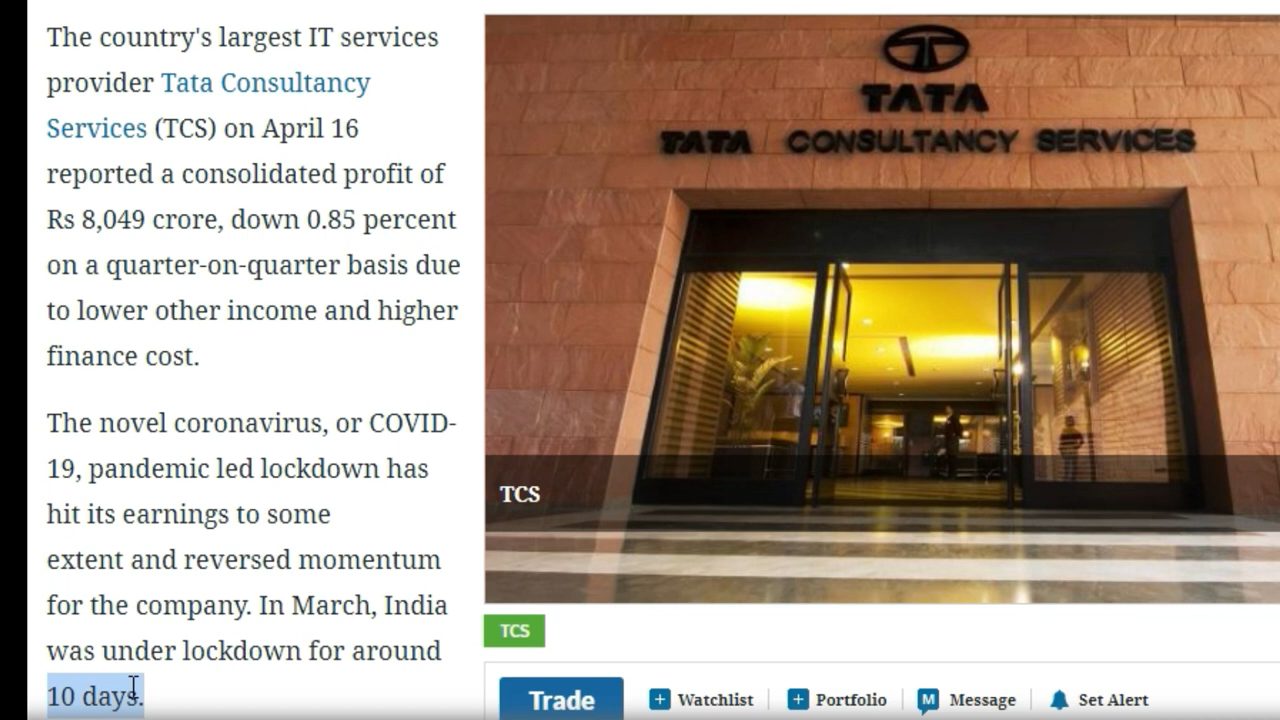 The country's largest IT services
provider Tata Consultancy
Services (TCS) on April 16
reported a consolidated profit of
Rs 8,049 crore, down 0.85 percent
on a quarter-on-quarter basis due
to lower other income and higher
finance cost.
The novel coronavirus, or COVID-
19, pandemic led lockdown has
hit its earnings to some
extent and reversed momentum
for the company. In March, India
was under lockdown for around
10 days.
TATA
TATA CONSULTANCY SERVICES
TCS
TCS
Trade
+ Watchlist
+ Portfolio
M Message
Set Alert